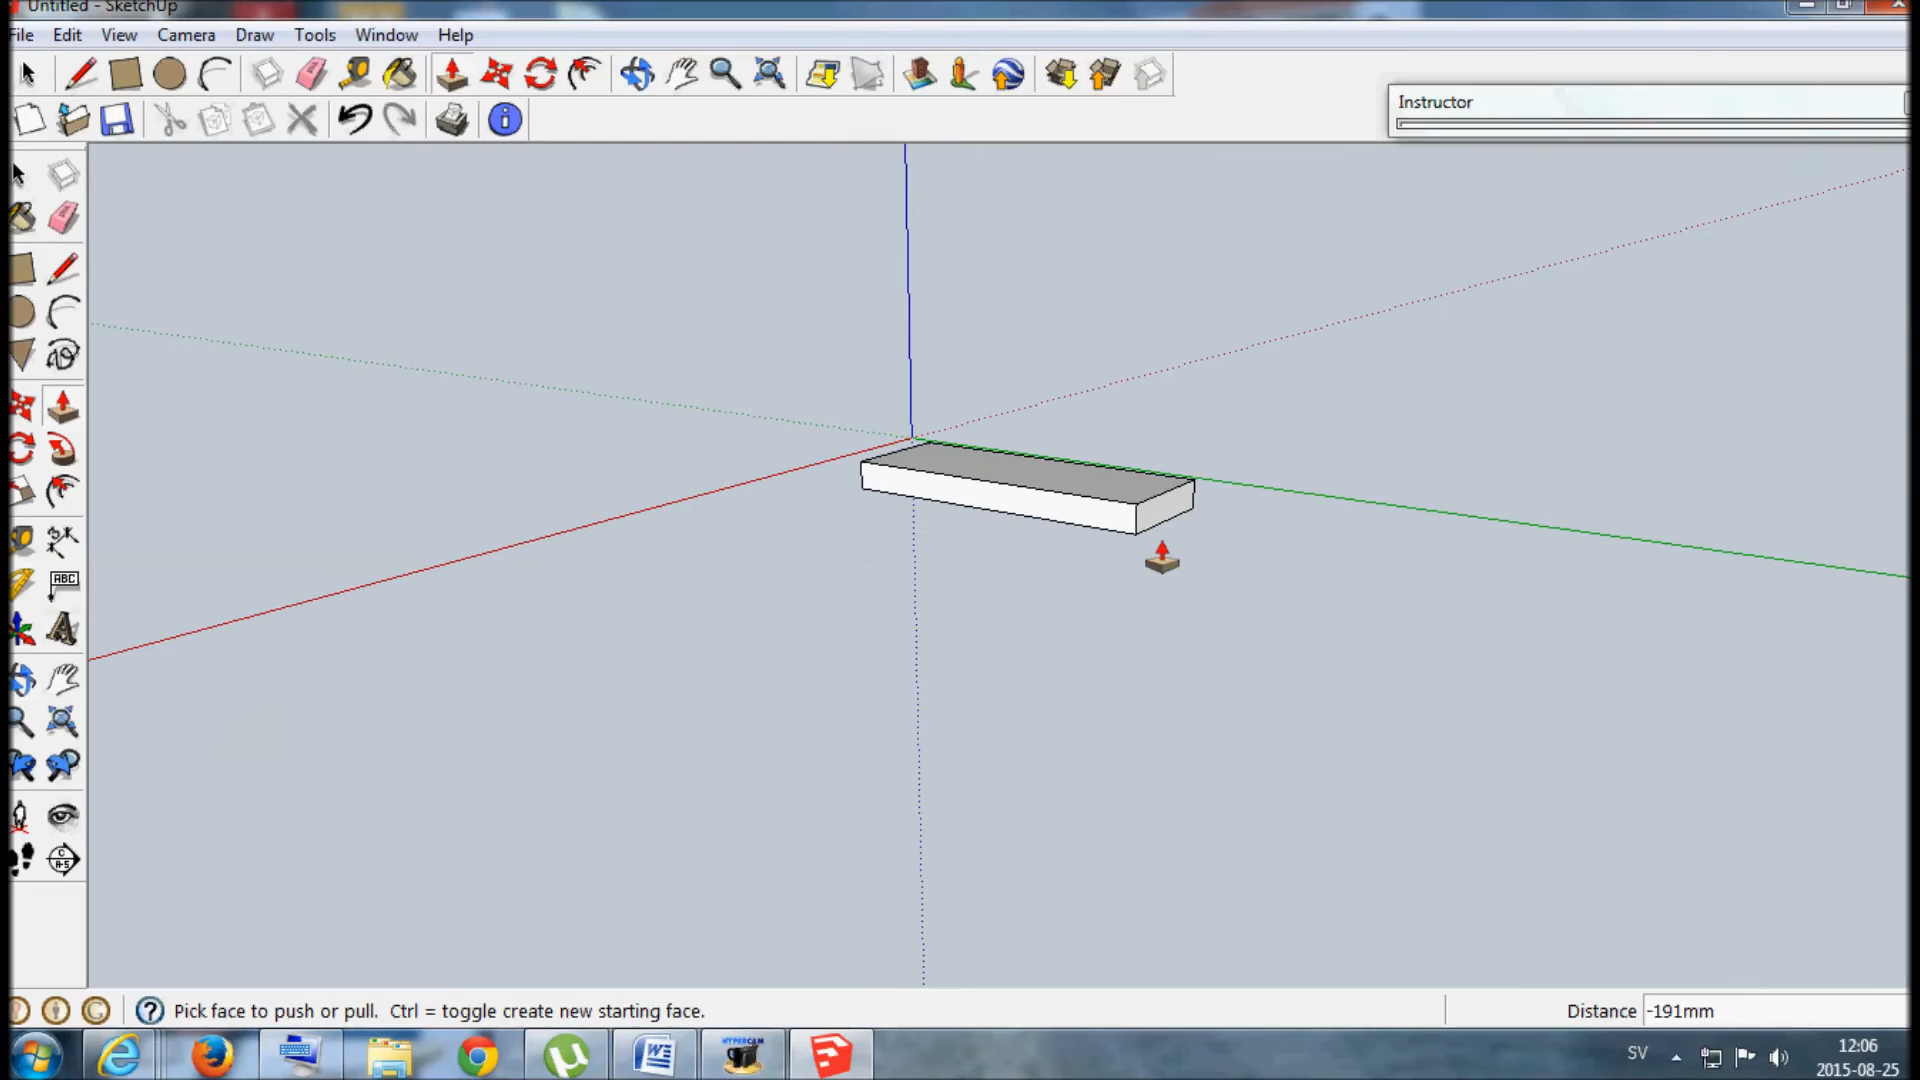 Untitled - SketchUp
File Edit View Camera Draw Tools Window Help
Instructor
ABC
Pick face to push or pull. Ctrl = toggle create new starting face.
Distance -191mm
HYPERCAM
SV
12:06
2015-08-25